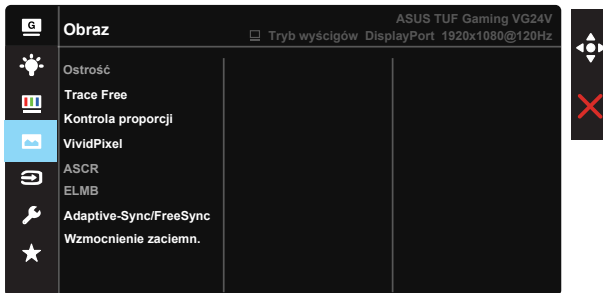 G
Obraz
ASUS TUF Gaming VG24V
Tryb wyścigów DisplayPort 1920x1080@120Hz
Ostrość
Trace Free
Kontrola proporcji
VividPixel
ASCR
ELMB
Adaptive-Sync/FreeSync
Wzmocnienie zaciemn.